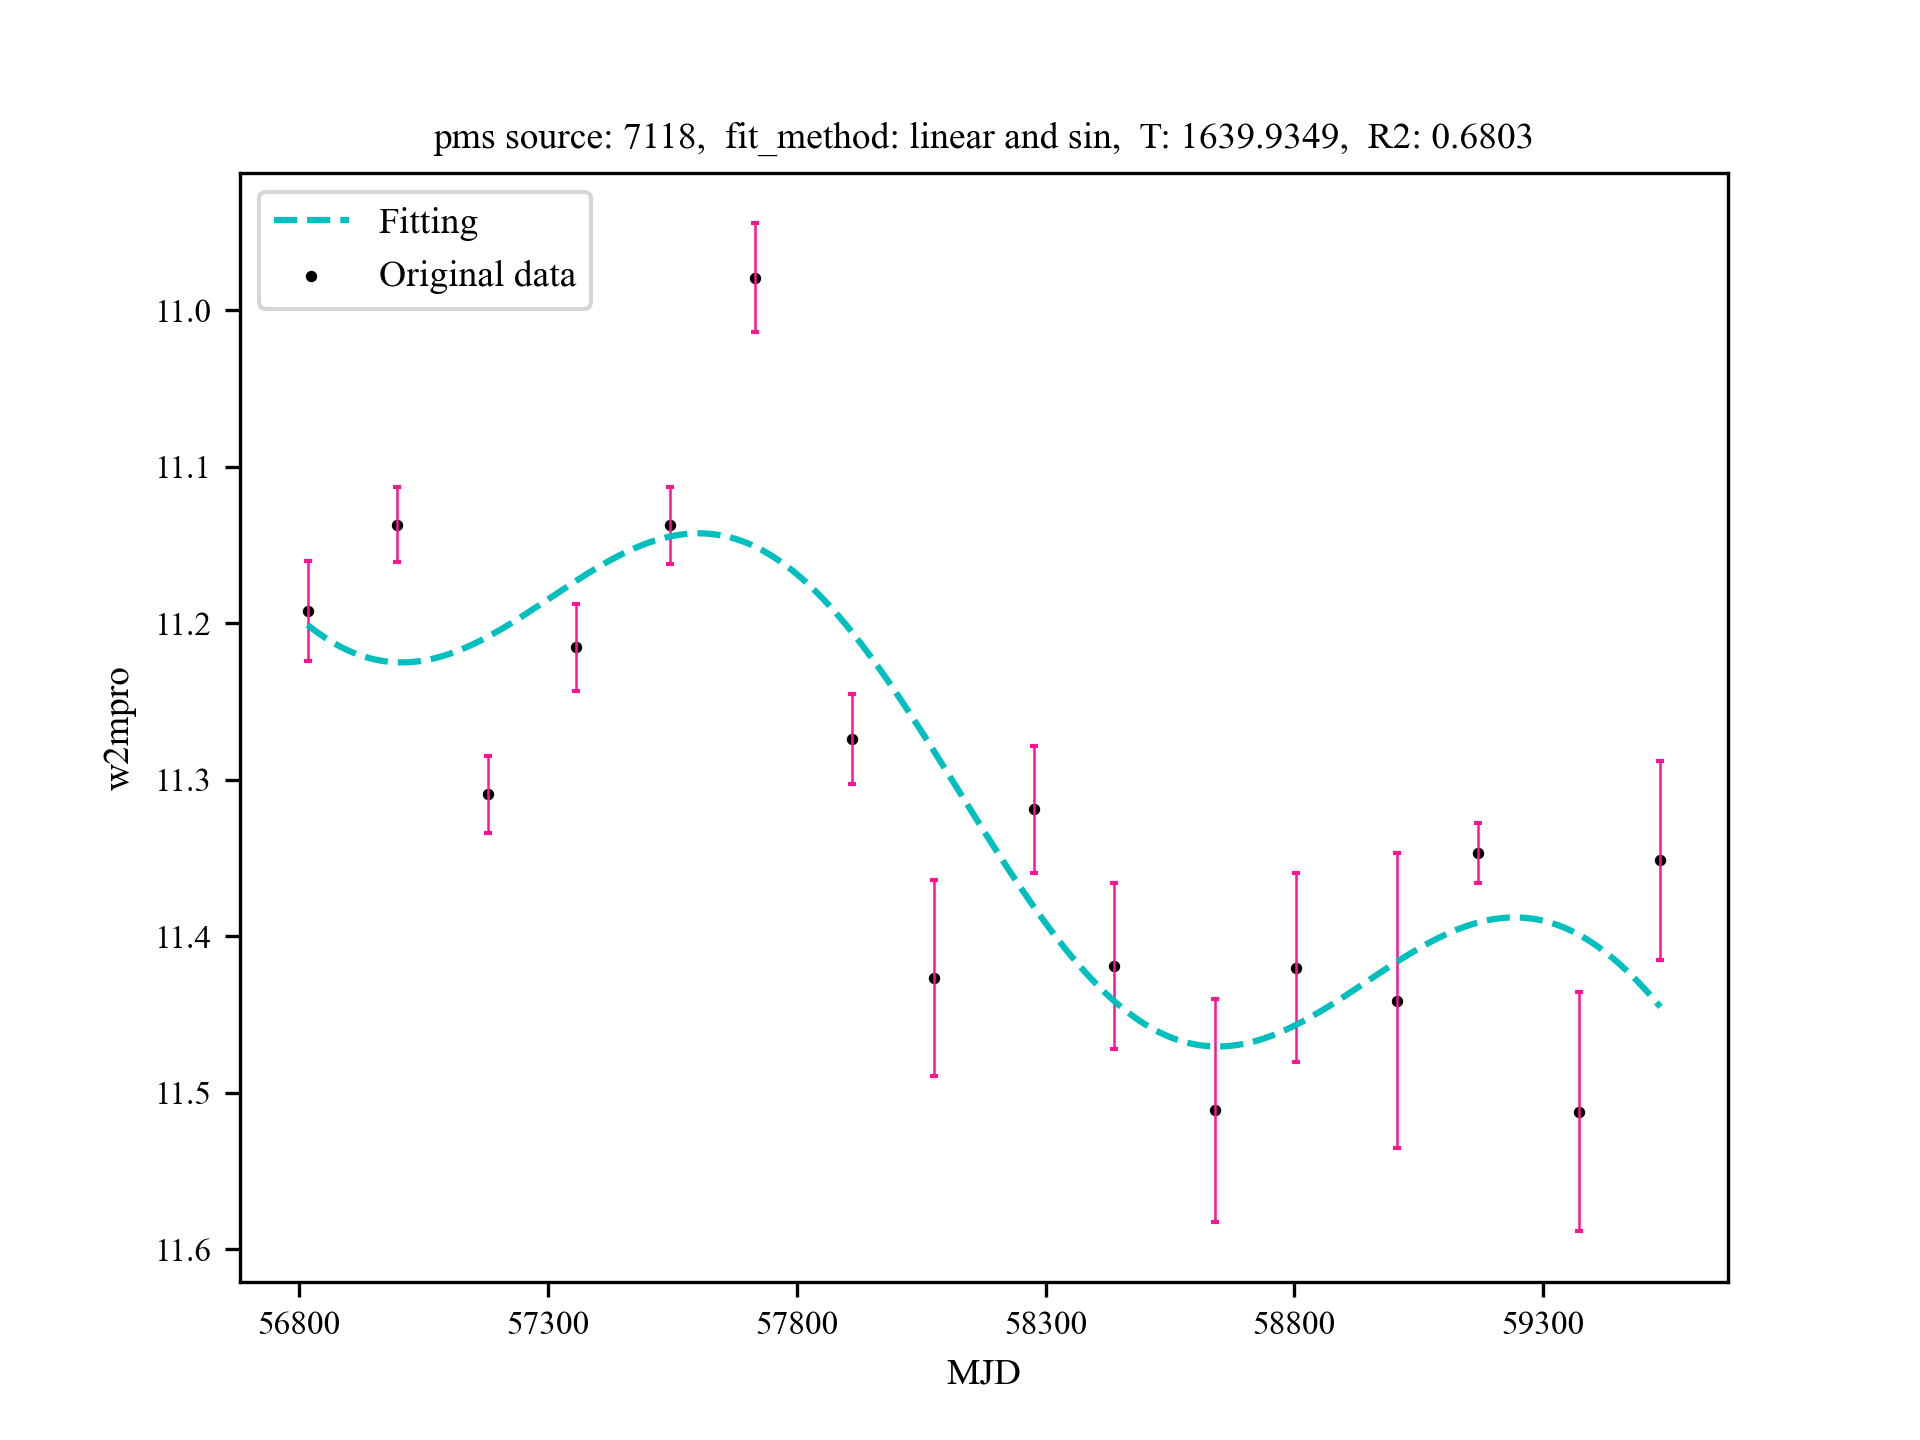 pms source: 7118,  fit_method: linear and sin,  T: 1639.9349,  R2: 0.6803
Fitting
Original data
11.0
11.1
11.2
11.3
11.4
11.5
11.6
w2mpro
56800
57300
57800
58300
58800
59300
MJD